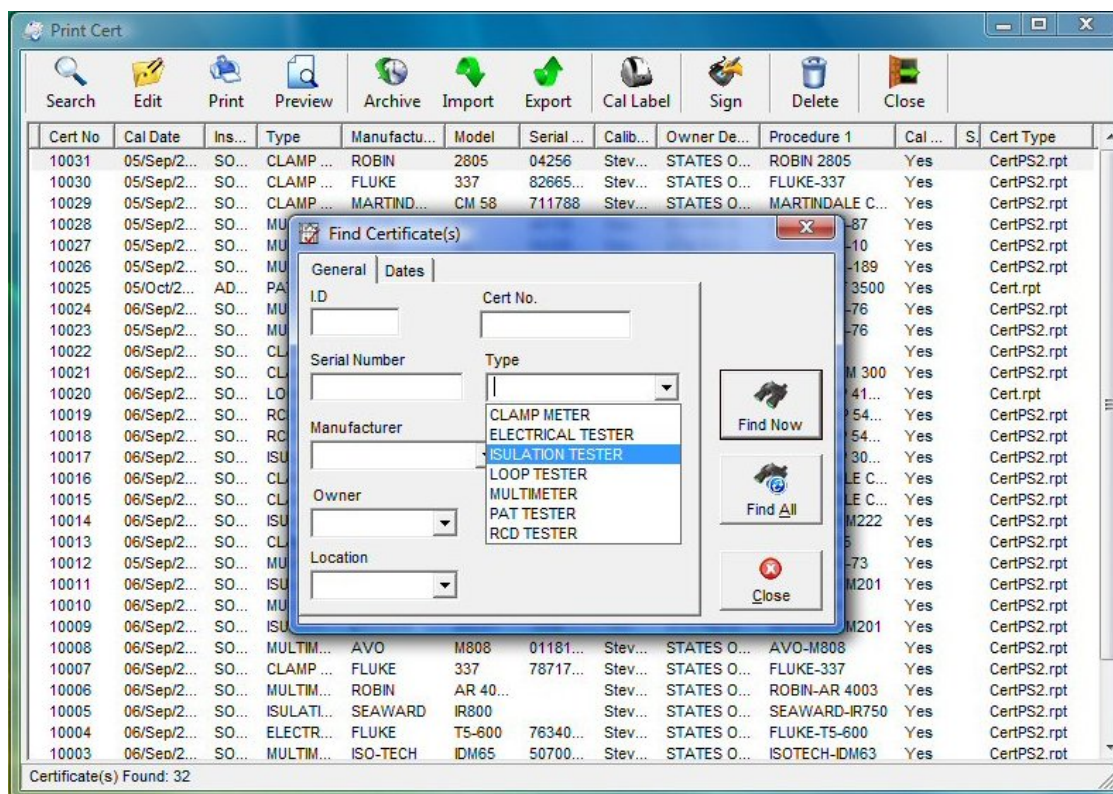 Print Cert
Search Edit Print Preview Archive Import Export Cal Label Sign Delete Close
Cert No Cal Date Ins... Type Manufactu... Model Serial ... Calib... Owner De... Procedure 1 Cal ... S. Cert Type
10031 05/Sep/2... SO... CLAMP ... ROBIN 2805 04256 Stev... STATES O... ROBIN 2805 Yes CertPS2.rpt
10030 05/Sep/2... SO... CLAMP ... FLUKE 337 82665... Stev... STATES O... FLUKE-337 Yes CertPS2.rpt
10029 05/Sep/2... SO... CLAMP ... MARTIND... CM 58 711788 Stev... STATES O... MARTINDALE C... Yes CertPS2.rpt
10028 05/Sep/2... SO... MU -87 Yes CertPS2.rpt
10027 05/Sep/2... SO... MU -10 Yes CertPS2.rpt
10026 05/Sep/2... SO... MU -189 Yes CertPS2.rpt
10025 05/Oct/2... AD... PA 3500 Yes Cert.rpt
10024 06/Sep/2... SO... MU -76 Yes CertPS2.rpt
10023 05/Sep/2... SO... MU -76 Yes CertPS2.rpt
10022 06/Sep/2... SO... CL Yes CertPS2.rpt
10021 06/Sep/2... SO... CL M 300 Yes CertPS2.rpt
10020 06/Sep/2... SO... LO 41... Yes Cert.rpt
10019 06/Sep/2... SO... RC 54... Yes CertPS2.rpt
10018 06/Sep/2... SO... RC 54... Yes CertPS2.rpt
10017 06/Sep/2... SO... ISU 30... Yes CertPS2.rpt
10016 06/Sep/2... SO... CL LE C... Yes CertPS2.rpt
10015 06/Sep/2... SO... CL LE C... Yes CertPS2.rpt
10014 06/Sep/2... SO... ISU M222 Yes CertPS2.rpt
10013 06/Sep/2... SO... CL Yes CertPS2.rpt
10012 05/Sep/2... SO... MU -73 Yes CertPS2.rpt
10011 06/Sep/2... SO... ISU M201 Yes CertPS2.rpt
10010 06/Sep/2... SO... MU Yes CertPS2.rpt
10009 06/Sep/2... SO... ISU M201 Yes CertPS2.rpt
10008 06/Sep/2... SO... MULTIM... AVO M808 01181... Stev... STATES O... AVO-M808 Yes CertPS2.rpt
10007 06/Sep/2... SO... CLAMP ... FLUKE 337 78717... Stev... STATES O... FLUKE-337 Yes CertPS2.rpt
10006 06/Sep/2... SO... MULTIM... ROBIN AR 40... Stev... STATES O... ROBIN-AR 4003 Yes CertPS2.rpt
10005 06/Sep/2... SO... ISULATI... SEAWARD IR800 Stev... STATES O... SEAWARD-IR750 Yes CertPS2.rpt
10004 06/Sep/2... SO... ELECTR... FLUKE T5-600 76340... Stev... STATES O... FLUKE-T5-600 Yes CertPS2.rpt
10003 06/Sep/2... SO... MULTIM... ISO-TECH IDM65 50700... Stev... STATES O... ISOTECH-IDM63 Yes CertPS2.rpt
Certificate(s) Found: 32
Find Certificate(s)
General Dates
I.D Cert No.
Serial Number Type
CLAMP METER
ELECTRICAL TESTER
ISULATION TESTER
LOOP TESTER
MULTIMETER
PAT TESTER
RCD TESTER
Manufacturer
Owner
Location
Find Now
Find All
Close